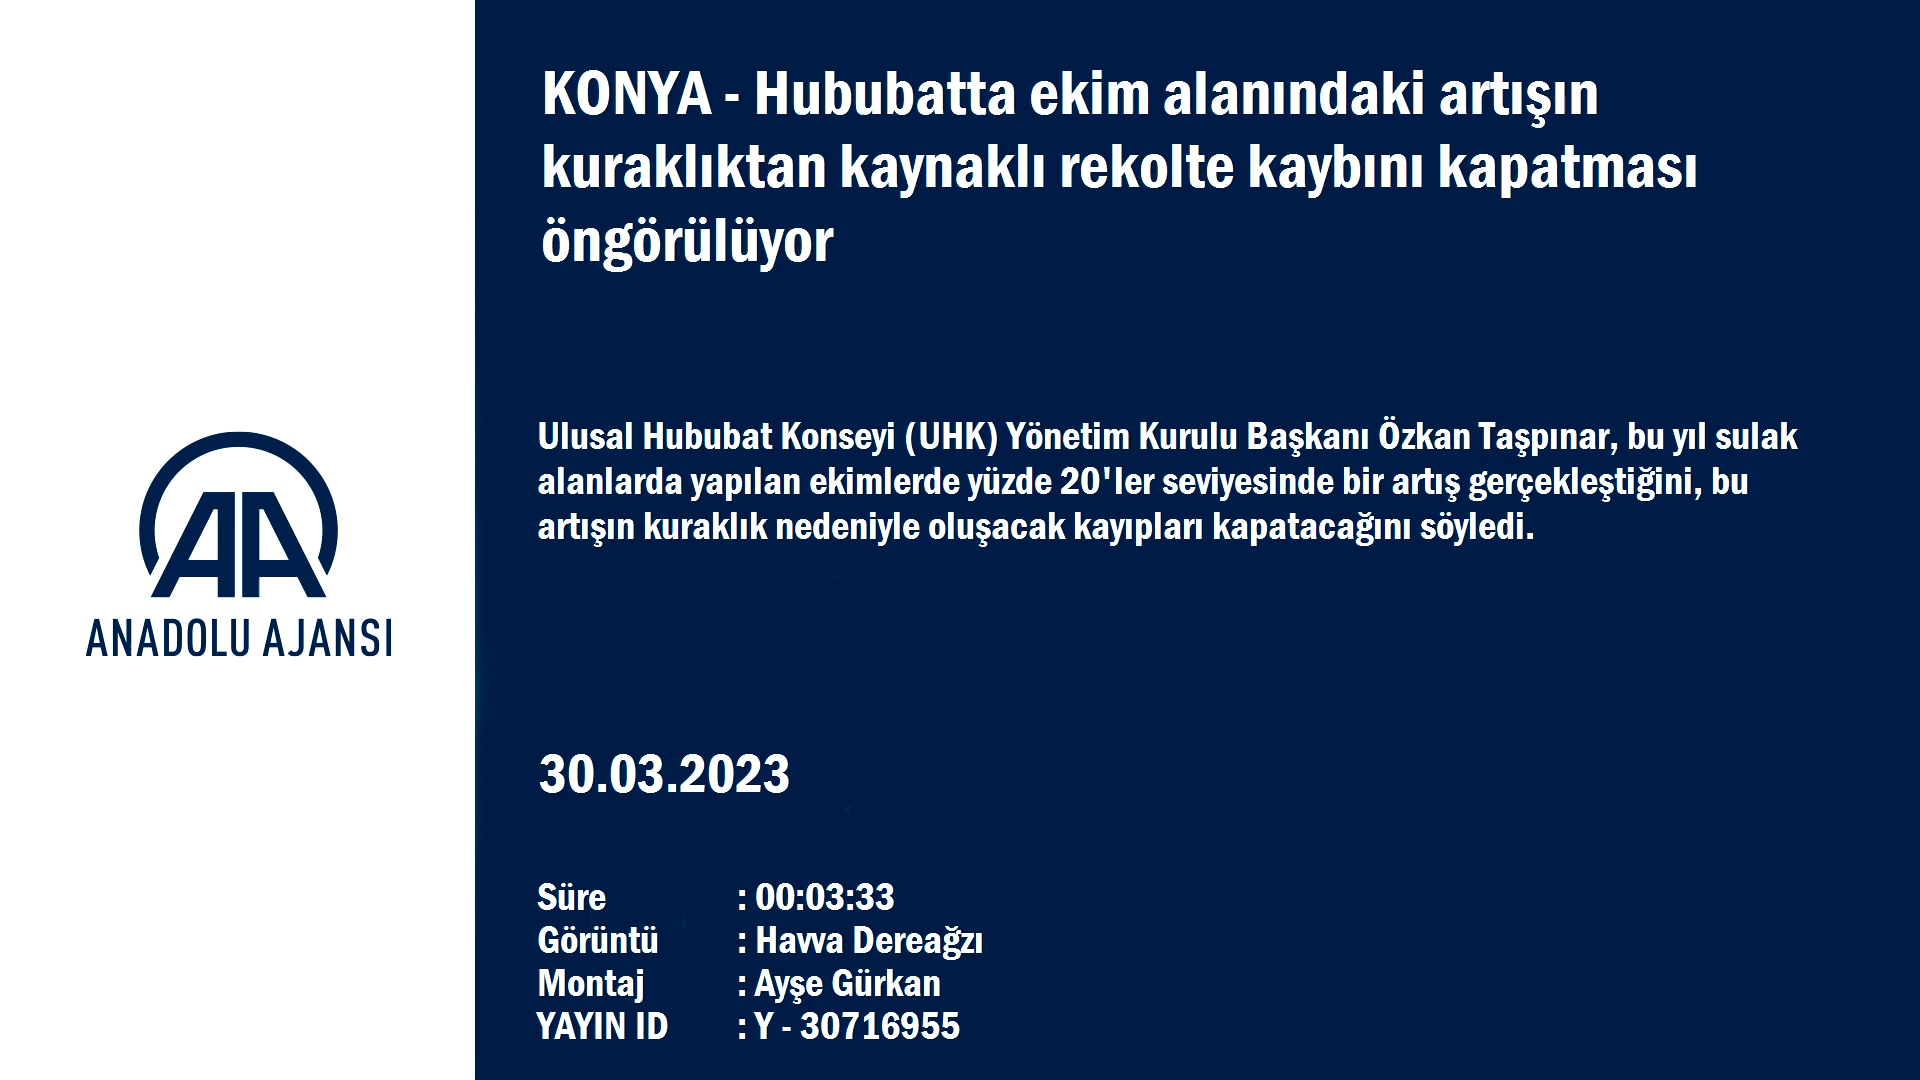 KONYA - Hububatta ekim alanındaki artışın
kuraklıktan kaynaklı rekolte kaybını kapatması
öngörülüyor
Ulusal Hububat Konseyi (UHK) Yönetim Kurulu Başkanı Özkan Taşpınar, bu yıl sulak
alanlarda yapılan ekimlerde yüzde 20'ler seviyesinde bir artış gerçekleştiğini, bu
artışın kuraklık nedeniyle oluşacak kayıpları kapatacağını söyledi.
AA
ANADOLU AJANSI
30.03.2023
Süre : 00:03:33
Görüntü : Havva Dereağzı
Montaj : Ayşe Gürkan
YAYIN ID : Y - 30716955